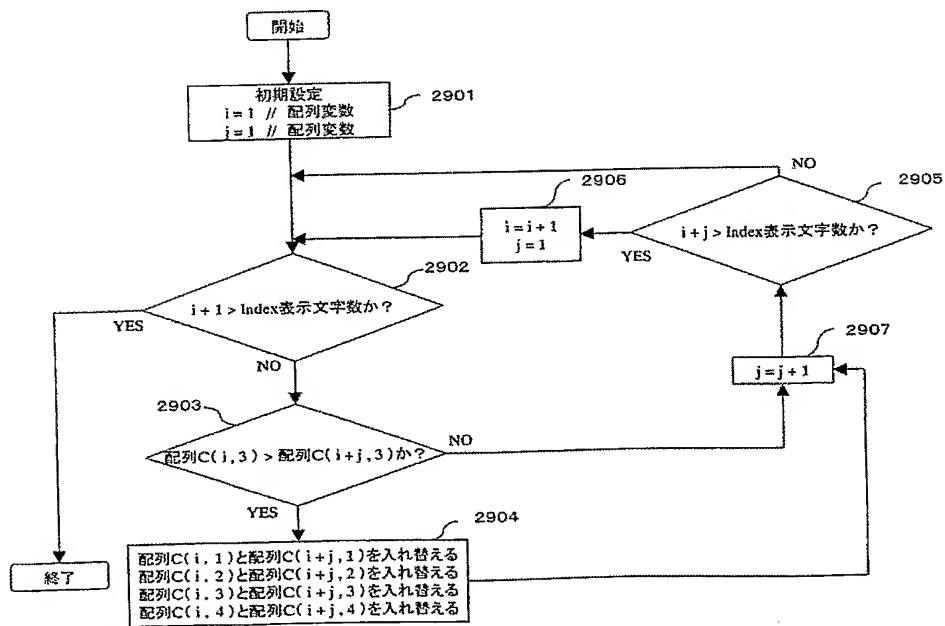 開始
初期設定
i=1 // 配列変数
j=1 // 配列変数
2901
NO
2906
2905
i=i+1
j=1
i+j>Index表示文字数か?
YES
2902
i+1>Index表示文字数か?
YES
2907
NO
j=j+1
2903
NO
配列C(i,3)>配列C(i+j,3)か?
YES
2904
配列C(i,1)と配列C(i+j,1)を入れ替える
配列C(i,2)と配列C(i+j,2)を入れ替える
配列C(i,3)と配列C(i+j,3)を入れ替える
配列C(i,4)と配列C(i+j,4)を入れ替える
終了